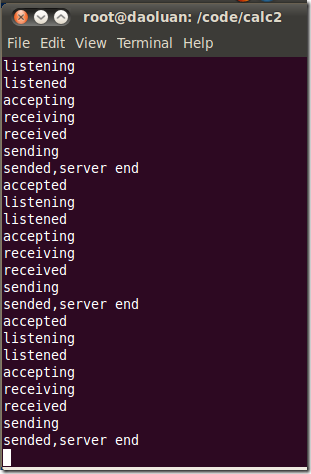 root@daoluan: /code/calc2
File Edit View Terminal Help
listening
listened
accepting
receiving
received
sending
sended,server end
accepted
listening
listened
accepting
receiving
received
sending
sended,server end
accepted
listening
listened
accepting
receiving
received
sending
sended,server end